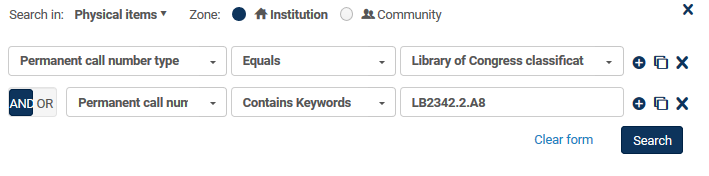 Search in: Physical items Zone: Institution Community
Permanent call number type Equals Library of Congress classificat
AND OR Permanent call num Contains Keywords LB2342.2.A8
Clear form Search